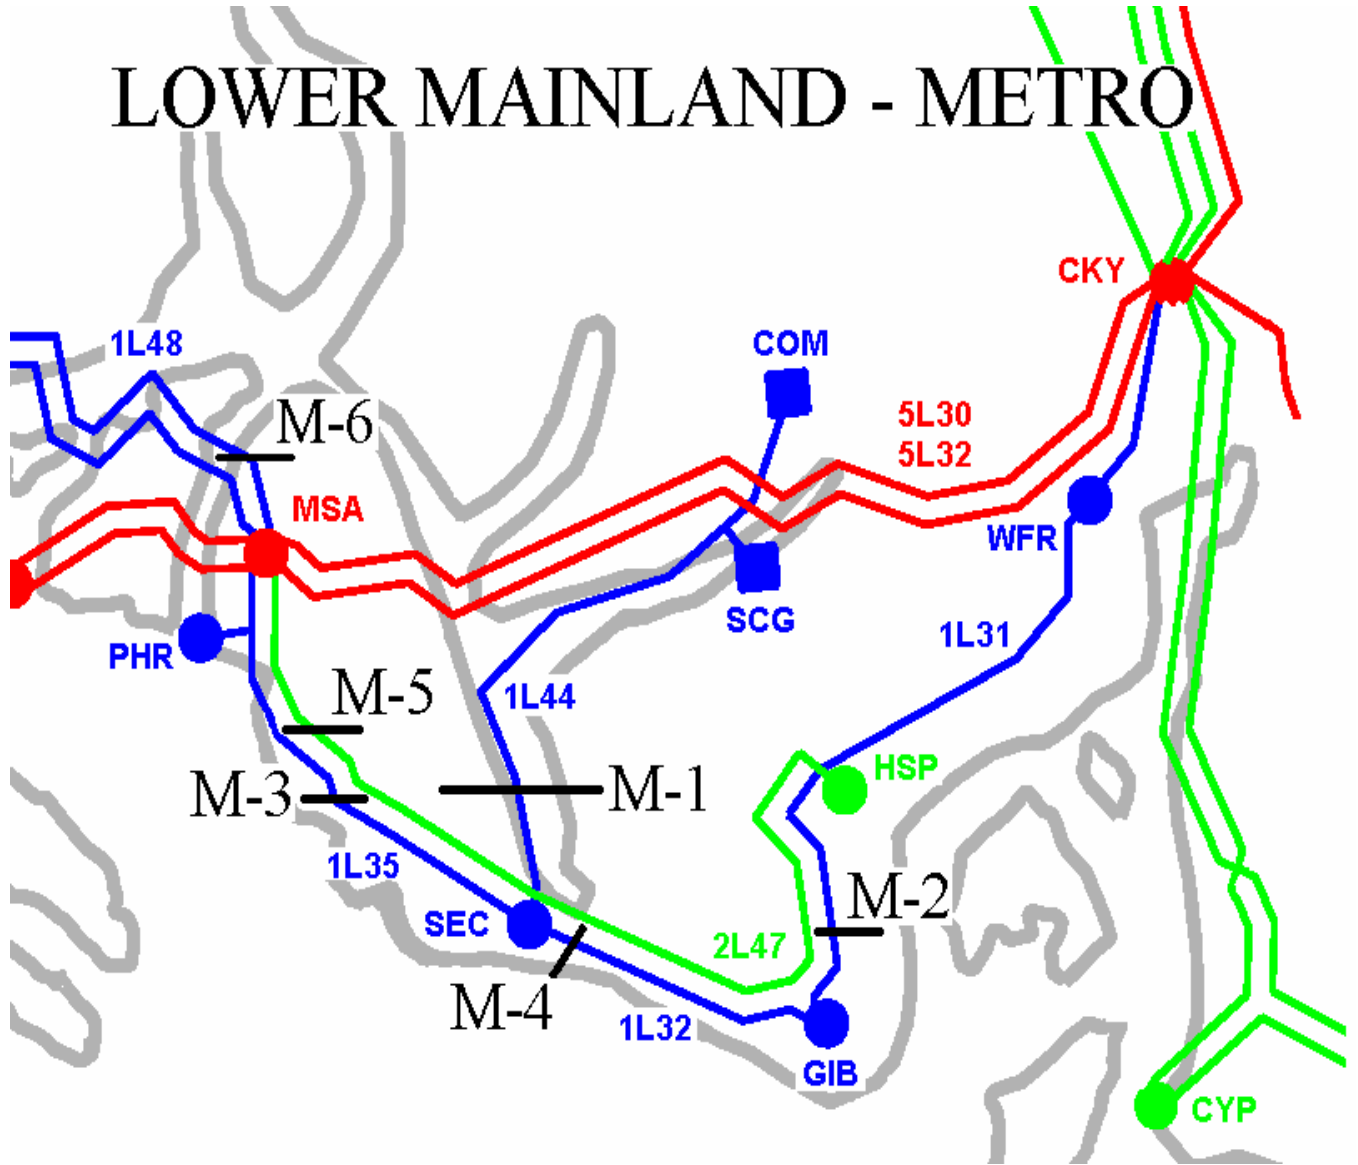 LOWER MAINLAND - METRO
CKY
1L48
COM
M-6
5L30
5L32
MSA
WFR
SCG
1L31
PHR
M-5
1L44
HSP
M-3
M-1
1L35
M-2
SEC
2L47
M-4
1L32
GIB
CYP